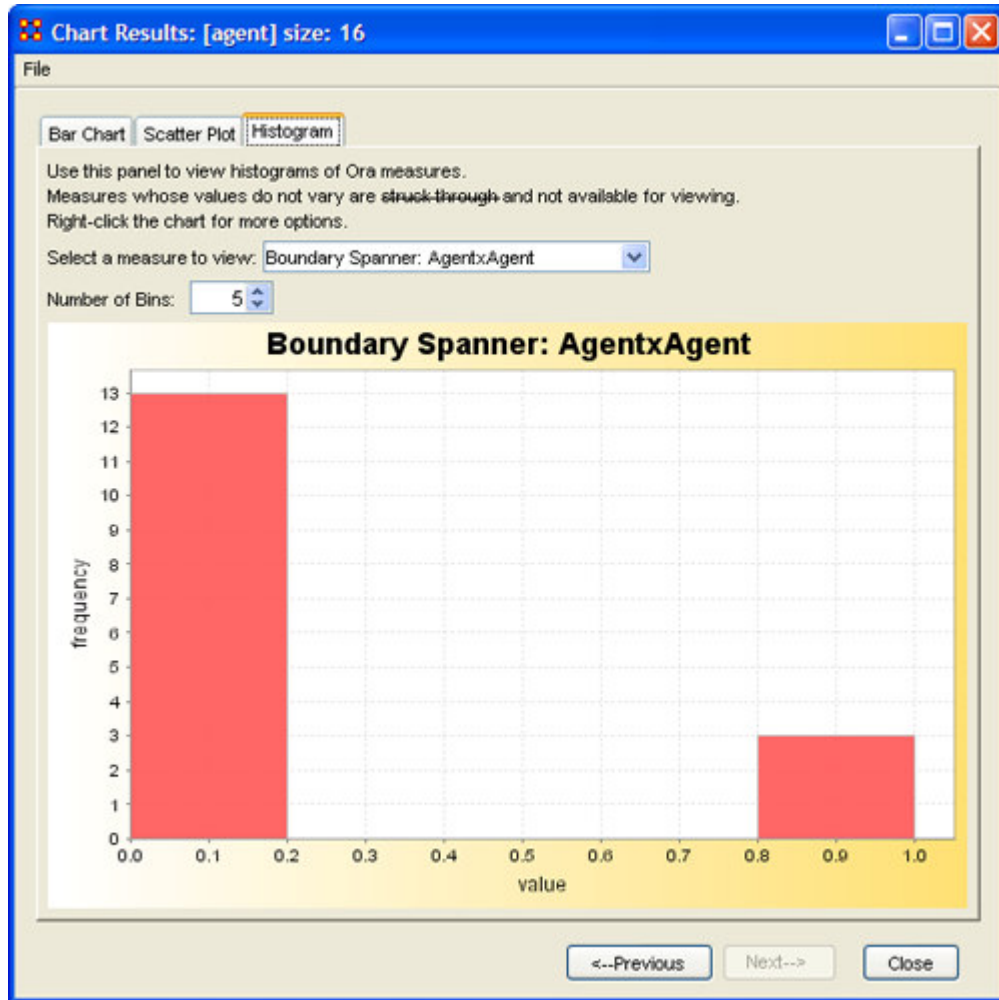 Chart Results: [agent] size: 16
File
Bar Chart Scatter Plot Histogram
Use this panel to view histograms of Ora measures.
Measures whose values do not vary are struck through and not available for viewing.
Right-click the chart for more options.
Select a measure to view: Boundary Spanner: AgentxAgent
Number of Bins: 5
Boundary Spanner: AgentxAgent
13
12
11
10
9
8
7
6
5
4
3
2
1
0
frequency
0.0 0.1 0.2 0.3 0.4 0.5 0.6 0.7 0.8 0.9 1.0
value
<--Previous Next--> Close